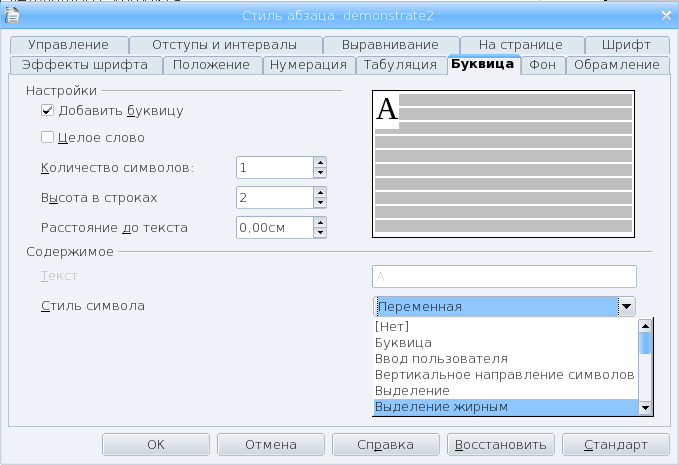 Стиль абзаца: demonstrate2
Управление Отступы и интервалы Выравнивание На странице Шрифт
Эффекты шрифта Положение Нумерация Табуляция Буквица Фон Обрамление
Настройки
Добавить буквицу
Целое слово
Количество символов: 1
Высота в строках 2
Расстояние до текста 0,00см
A
Содержимое
Текст A
Стиль символа Переменная
[Нет]
Буквица
Ввод пользователя
Вертикальное направление символов
Выделение
Выделение жирным
ОК Отмена Справка Восстановить Стандарт